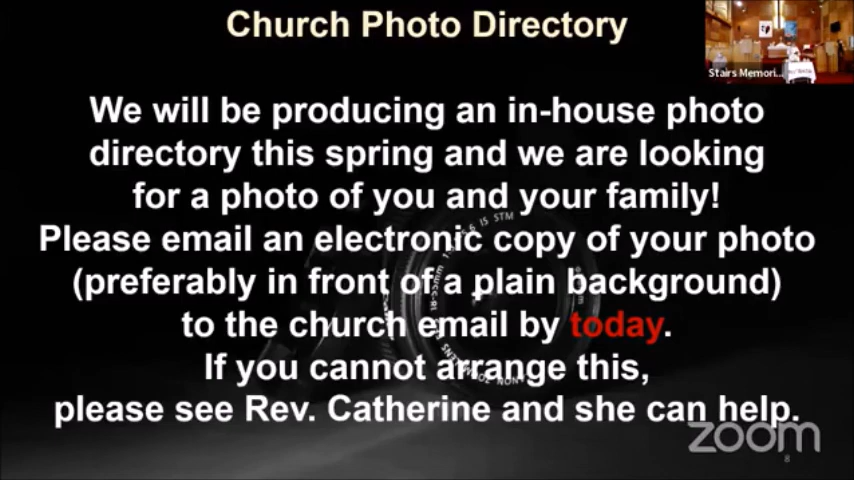 Church Photo Directory
Stairs Memori...
We will be producing an in-house photo
directory this spring and we are looking
for a photo of you and your family!
Please email an electronic copy of your photo
(preferably in front of a plain background)
to the church email by today.
If you cannot arrange this,
please see Rev. Catherine and she can help.
zoom
8